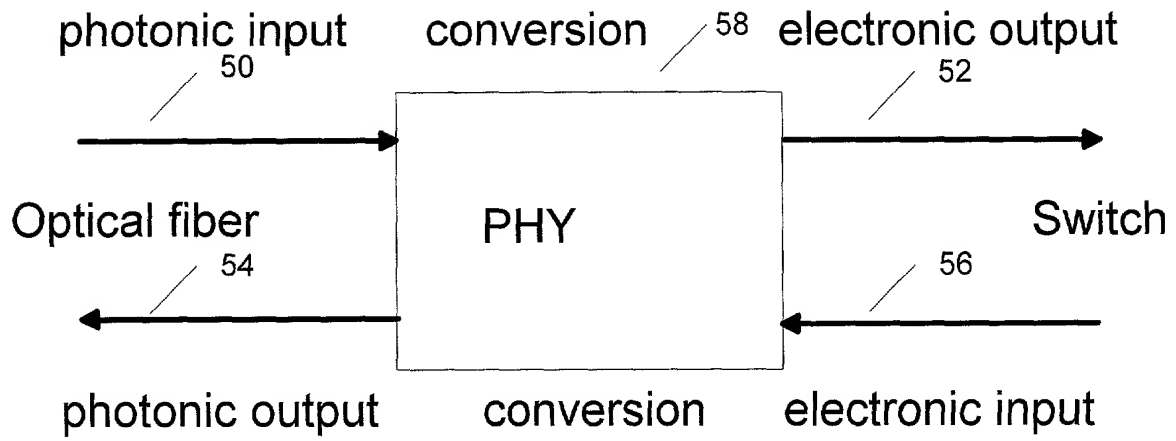 photonic input conversion 58 electronic output
50 52
Optical fiber PHY Switch
54 56
photonic output conversion electronic input